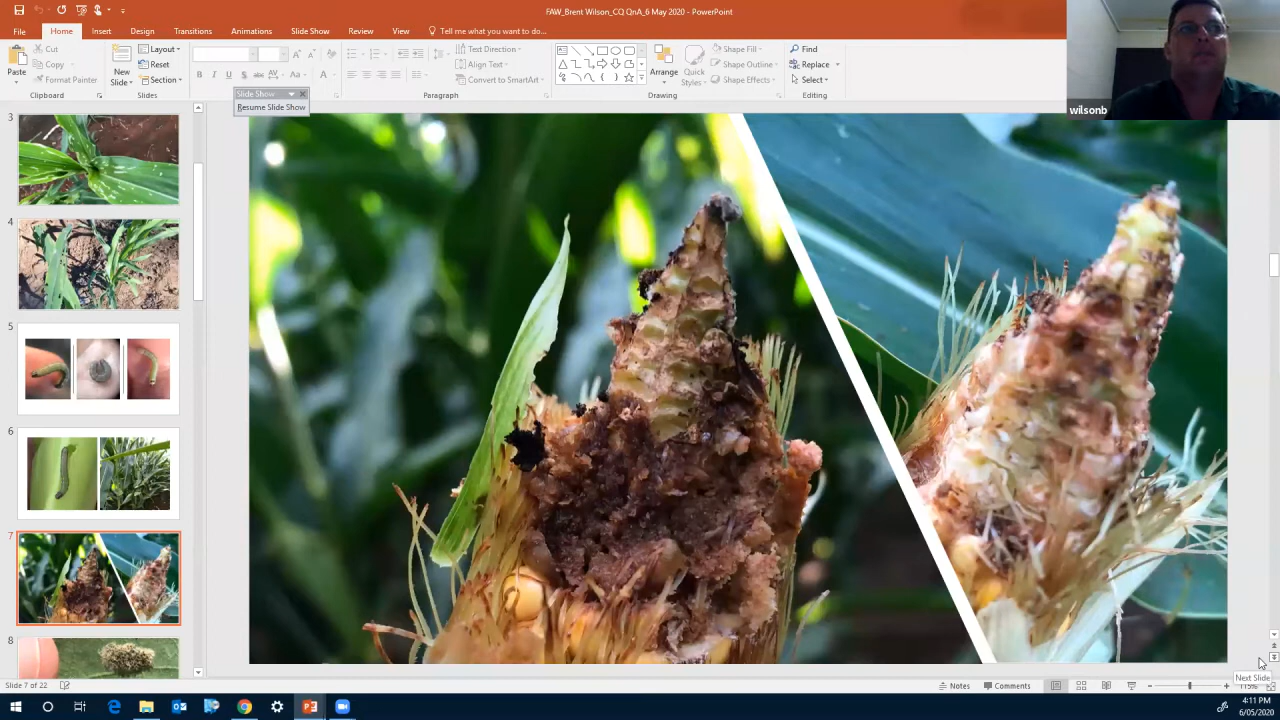 FAW_Brent Wilson_CQ QnA_6 May 2020 - PowerPoint
File Home Insert Design Transitions Animations Slide Show Review View Tell me what you want to do...
Paste
Cut
Copy
Format Painter
Clipboard
New Slide
Layout
Reset
Section
Slides
Slide Show
Resume Slide Show
Text Direction
Align Text
Convert to SmartArt
Paragraph
Arrange
Quick Styles
Shape Fill
Shape Outline
Shape Effects
Drawing
Find
Replace
Select
Editing
wilsonb
3
4
5
6
7
8
Next Slide
Slide 7 of 22
Notes Comments
4:11 PM
6/05/2020